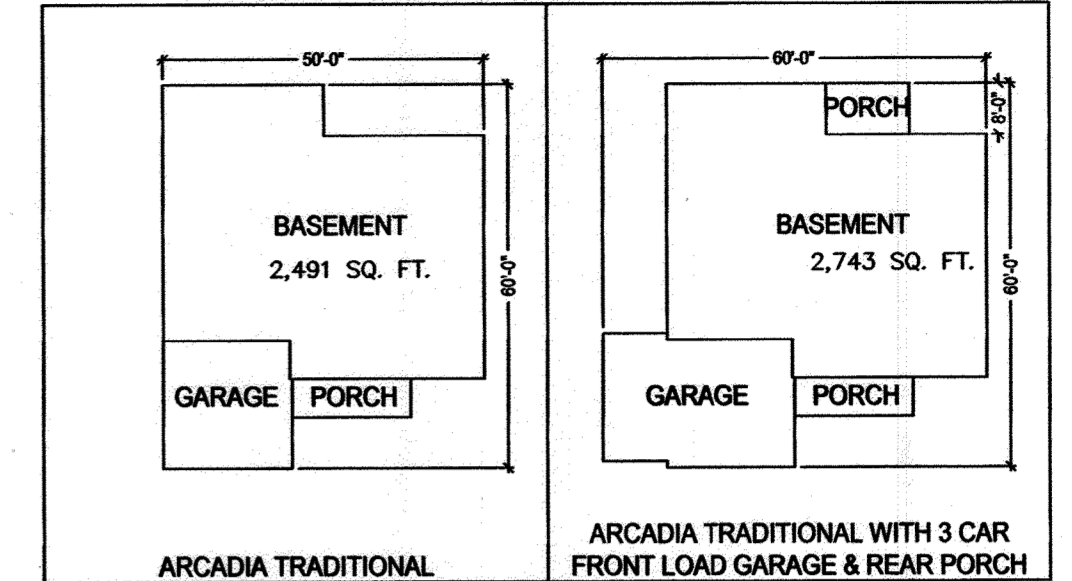 50'-0"
BASEMENT
2,491 SQ. FT.
60'-0"
GARAGE
PORCH
ARCADIA TRADITIONAL
60'-0"
PORCH
8'-0"
BASEMENT
2,743 SQ. FT.
60'-0"
GARAGE
PORCH
ARCADIA TRADITIONAL WITH 3 CAR
FRONT LOAD GARAGE & REAR PORCH